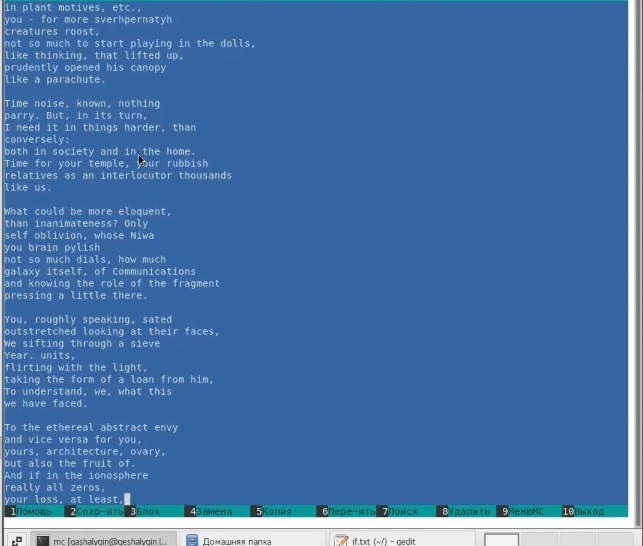 in plant motives, etc.,
you - for more sverhpernatyh
creatures roost,
not so much to start playing in the dolls,
like thinking, that lifted up,
prudently opened his canopy
like a parachute.
Time noise, known, nothing
parry. But, in its turn,
I need it in things harder, than
conversely:
both in society and in the home.
Time for your temple, your rubbish
relatives as an interlocutor thousands
like us.
What could be more eloquent,
than inanimateness? Only
self oblivion, whose Niwa
you brain pylish
not so much dials, how much
galaxy itself, of Communications
and knowing the role of the fragment
pressing a little there.
You, roughly speaking, sated
outstretched looking at their faces,
We sifting through a sieve
Year. units,
flirting with the light,
taking the form of a loan from him,
To understand, we, what this
we have faced.
To the ethereal abstract envy
and vice versa for you,
yours, architecture, ovary,
but also the fruit of.
And if in the ionosphere
really all zeros,
your loss, at least,
1Помощь 2Сохр~ить 3Блок 4Замена 5Копия 6Пере~ить 7Поиск 8Удалить 9МенюMC 10Выход
mc [gashalygin@geshalygin.l... Домашняя папка if.txt (~/) - gedit